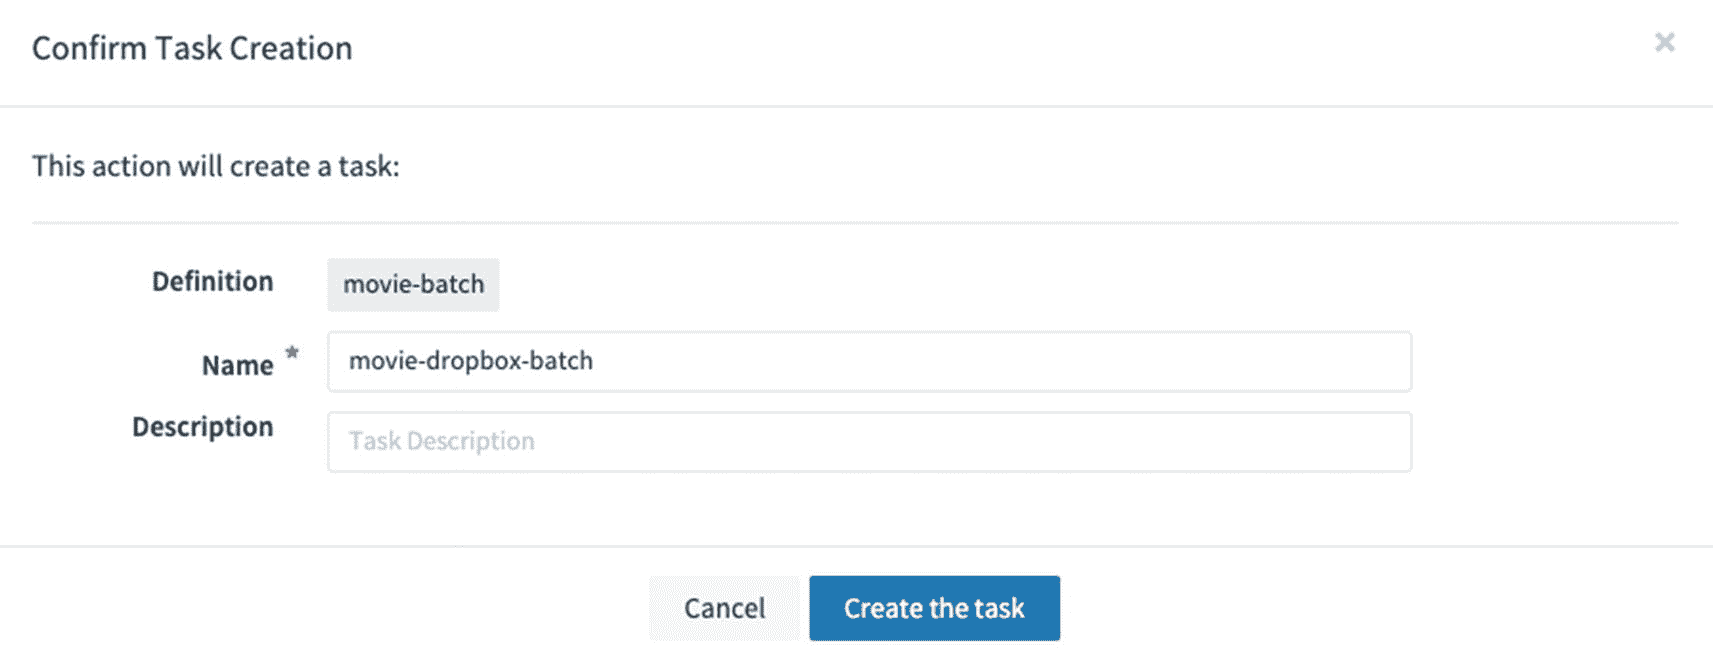 Confirm Task Creation ×
This action will create a task:
Definition movie-batch
Name * movie-dropbox-batch
Description Task Description
Cancel Create the task